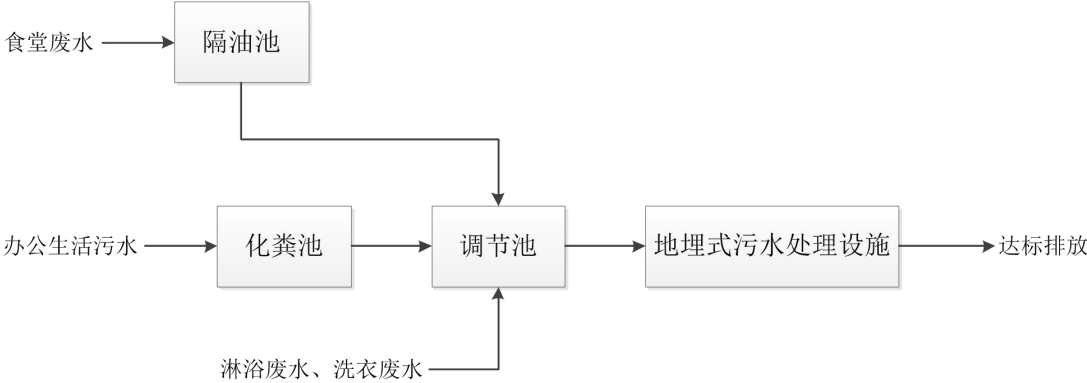 食堂废水
隔油池
办公生活污水
化粪池
调节池
地埋式污水处理设施
达标排放
淋浴废水、洗衣废水